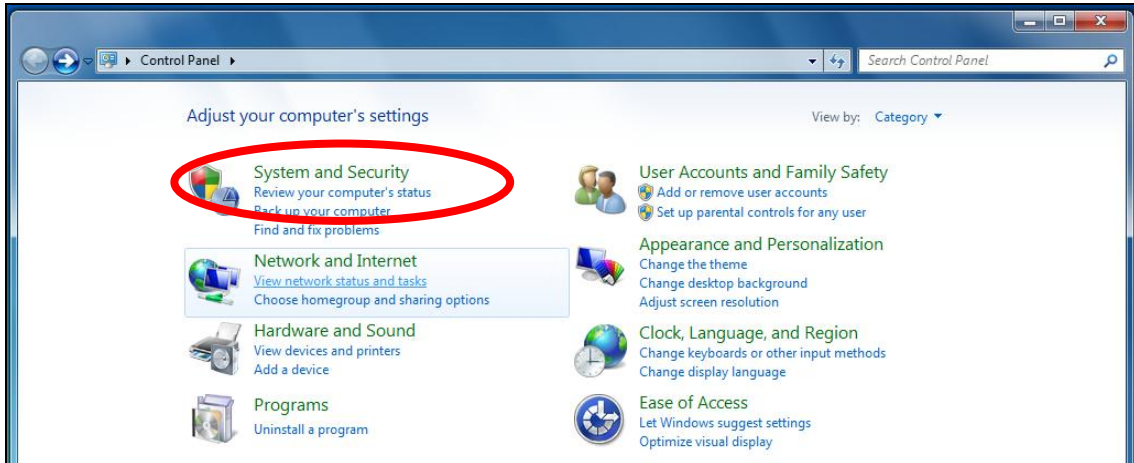 Control Panel
Search Control Panel
Adjust your computer's settings
View by: Category
System and Security
Review your computer's status
Back up your computer
Find and fix problems
Network and Internet
View network status and tasks
Choose homegroup and sharing options
Hardware and Sound
View devices and printers
Add a device
Programs
Uninstall a program
User Accounts and Family Safety
Add or remove user accounts
Set up parental controls for any user
Appearance and Personalization
Change the theme
Change desktop background
Adjust screen resolution
Clock, Language, and Region
Change keyboards or other input methods
Change display language
Ease of Access
Let Windows suggest settings
Optimize visual display